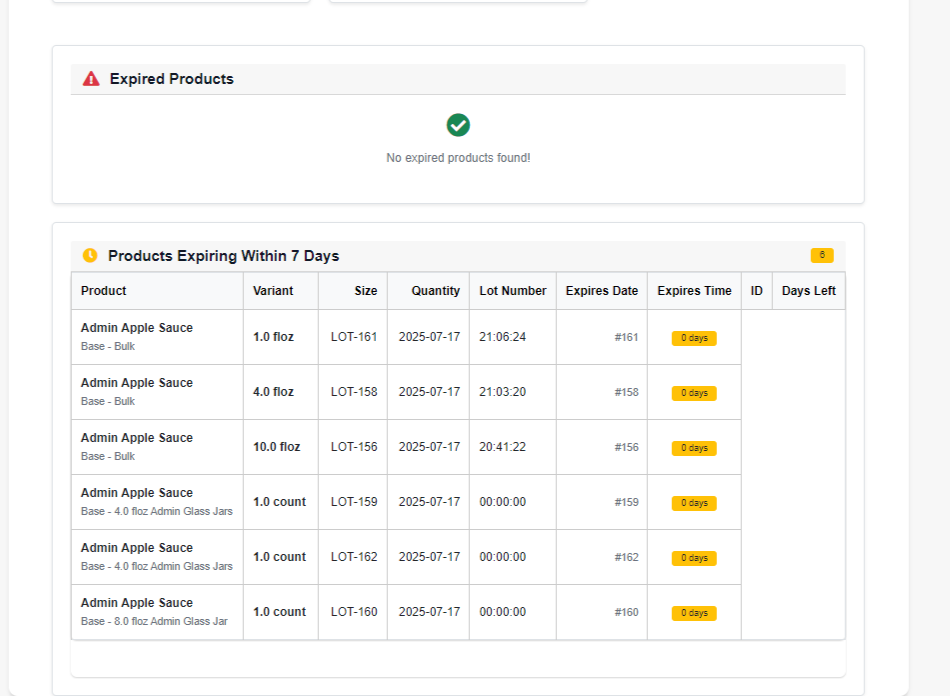 Expired Products
No expired products found!
Products Expiring Within 7 Days 6
Product Variant Size Quantity Lot Number Expires Date Expires Time ID Days Left
Admin Apple Sauce
Base - Bulk
1.0 floz LOT-161 2025-07-17 21:06:24 #161 0 days
Admin Apple Sauce
Base - Bulk
4.0 floz LOT-158 2025-07-17 21:03:20 #158 0 days
Admin Apple Sauce
Base - Bulk
10.0 floz LOT-156 2025-07-17 20:41:22 #156 0 days
Admin Apple Sauce
Base - 4.0 floz Admin Glass Jars
1.0 count LOT-159 2025-07-17 00:00:00 #159 0 days
Admin Apple Sauce
Base - 4.0 floz Admin Glass Jars
1.0 count LOT-162 2025-07-17 00:00:00 #162 0 days
Admin Apple Sauce
Base - 8.0 floz Admin Glass Jar
1.0 count LOT-160 2025-07-17 00:00:00 #160 0 days